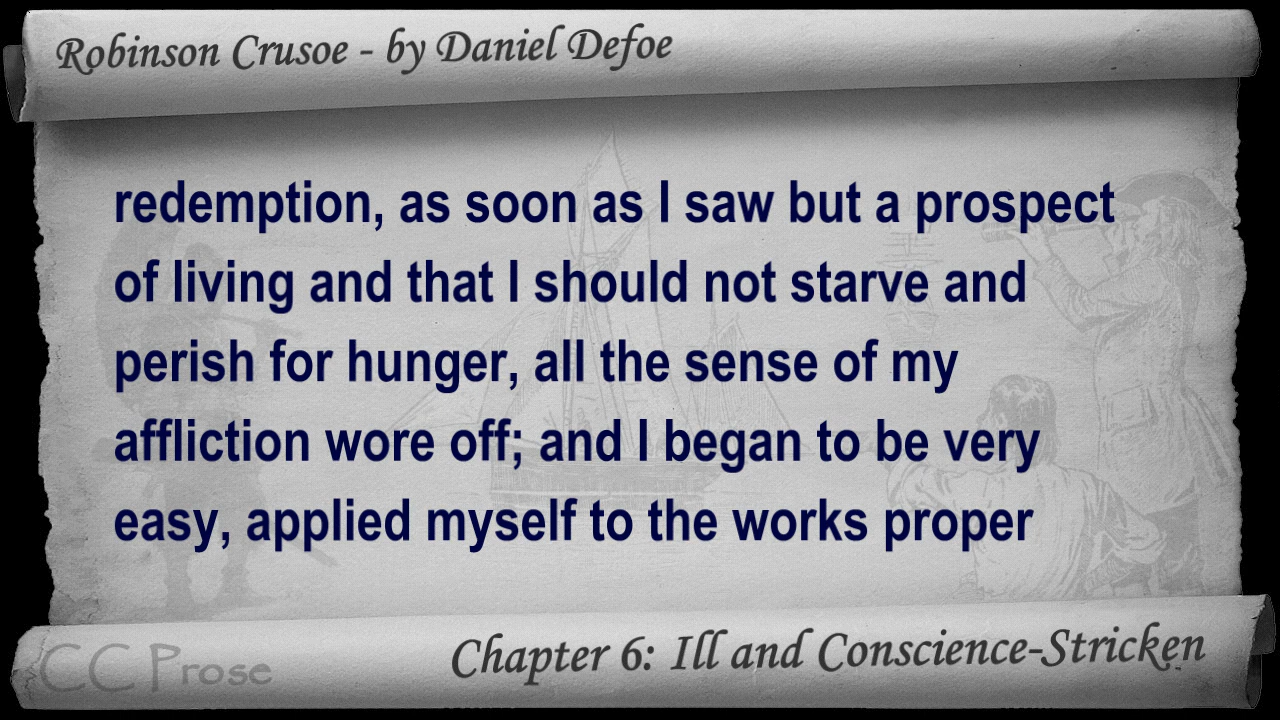 Robinson Crusoe - by Daniel Defoe
redemption, as soon as I saw but a prospect
of living and that I should not starve and
perish for hunger, all the sense of my
affliction wore off; and I began to be very
easy, applied myself to the works proper
CC Prose
Chapter 6: Ill and Conscience-Stricken